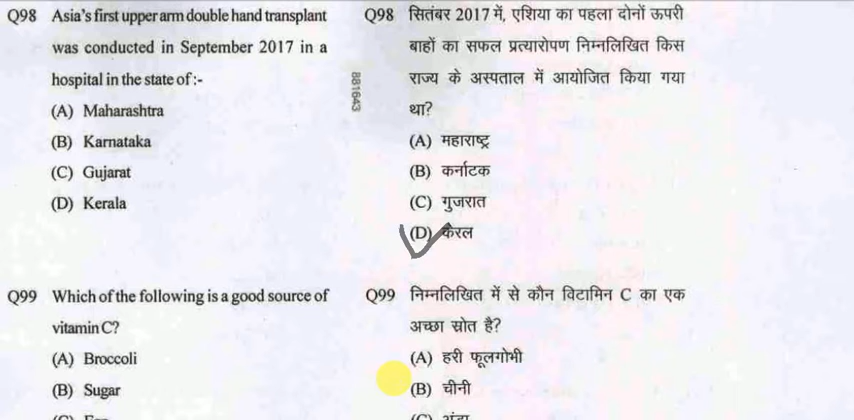 Q98 Asia's first upper arm double hand transplant
was conducted in September 2017 in a
hospital in the state of :-
(A) Maharashtra
(B) Karnataka
(C) Gujarat
(D) Kerala
Q99 Which of the following is a good source of
vitamin C?
(A) Broccoli
(B) Sugar
881643
Q98 सितंबर 2017 में, एशिया का पहला दोनों ऊपरी
बाहों का सफल प्रत्यारोपण निम्नलिखित किस
राज्य के अस्पताल में आयोजित किया गया
था?
(A) महाराष्ट्र
(B) कर्नाटक
(C) गुजरात
(D) कैरल
Q99 निम्नलिखित में से कौन विटामिन C का एक
अच्छा स्रोत है?
(A) हरी फूलगोभी
(B) चीनी